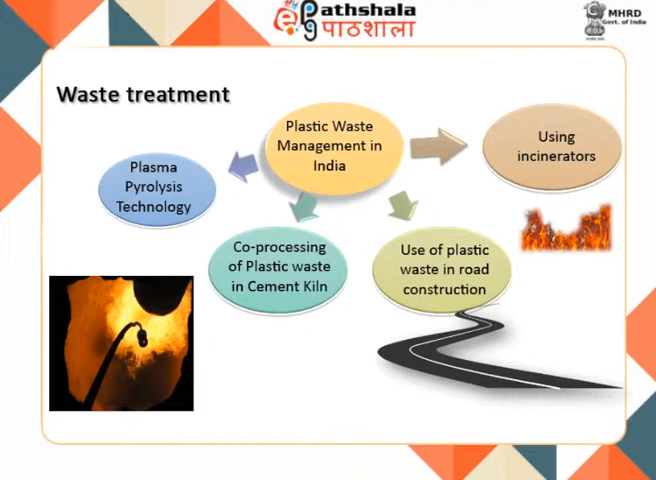 Pathshala
पाठशाला
MHRD
Govt. of India
Waste treatment
Plastic Waste
Management in
India
Using
incinerators
Plasma
Pyrolysis
Technology
Co-processing
of Plastic waste
in Cement Kiln
Use of plastic
waste in road
construction